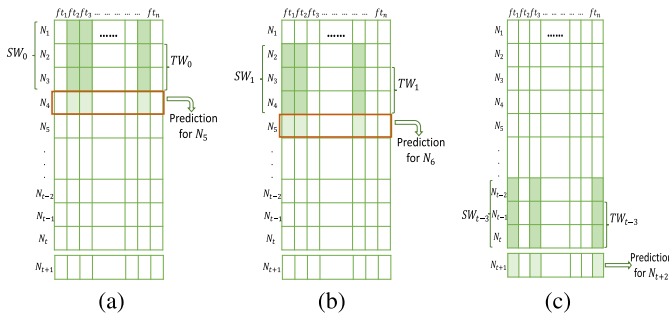 ft₁ ft₂ ft₃ ... ... ... ... ftₙ
N₁
......
SW₀
N₂
TW₀
N₃
N₄
Prediction
for N₅
N₅
.
.
.
Nₜ₋₂
Nₜ₋₁
Nₜ
Nₜ₊₁
(a)
ft₁ ft₂ ft₃ ... ... ... ... ftₙ
N₁
......
N₂
SW₁
N₃
TW₁
N₄
N₅
Prediction
for N₆
.
.
.
Nₜ₋₂
Nₜ₋₁
Nₜ
Nₜ₊₁
(b)
ft₁ ft₂ ft₃ ... ... ... ... ftₙ
N₁
......
N₂
N₃
N₄
N₅
.
.
.
Nₜ₋₂
SWₜ₋₃
Nₜ₋₁
TWₜ₋₃
Nₜ
Nₜ₊₁
Prediction
for Nₜ₊₂
(c)